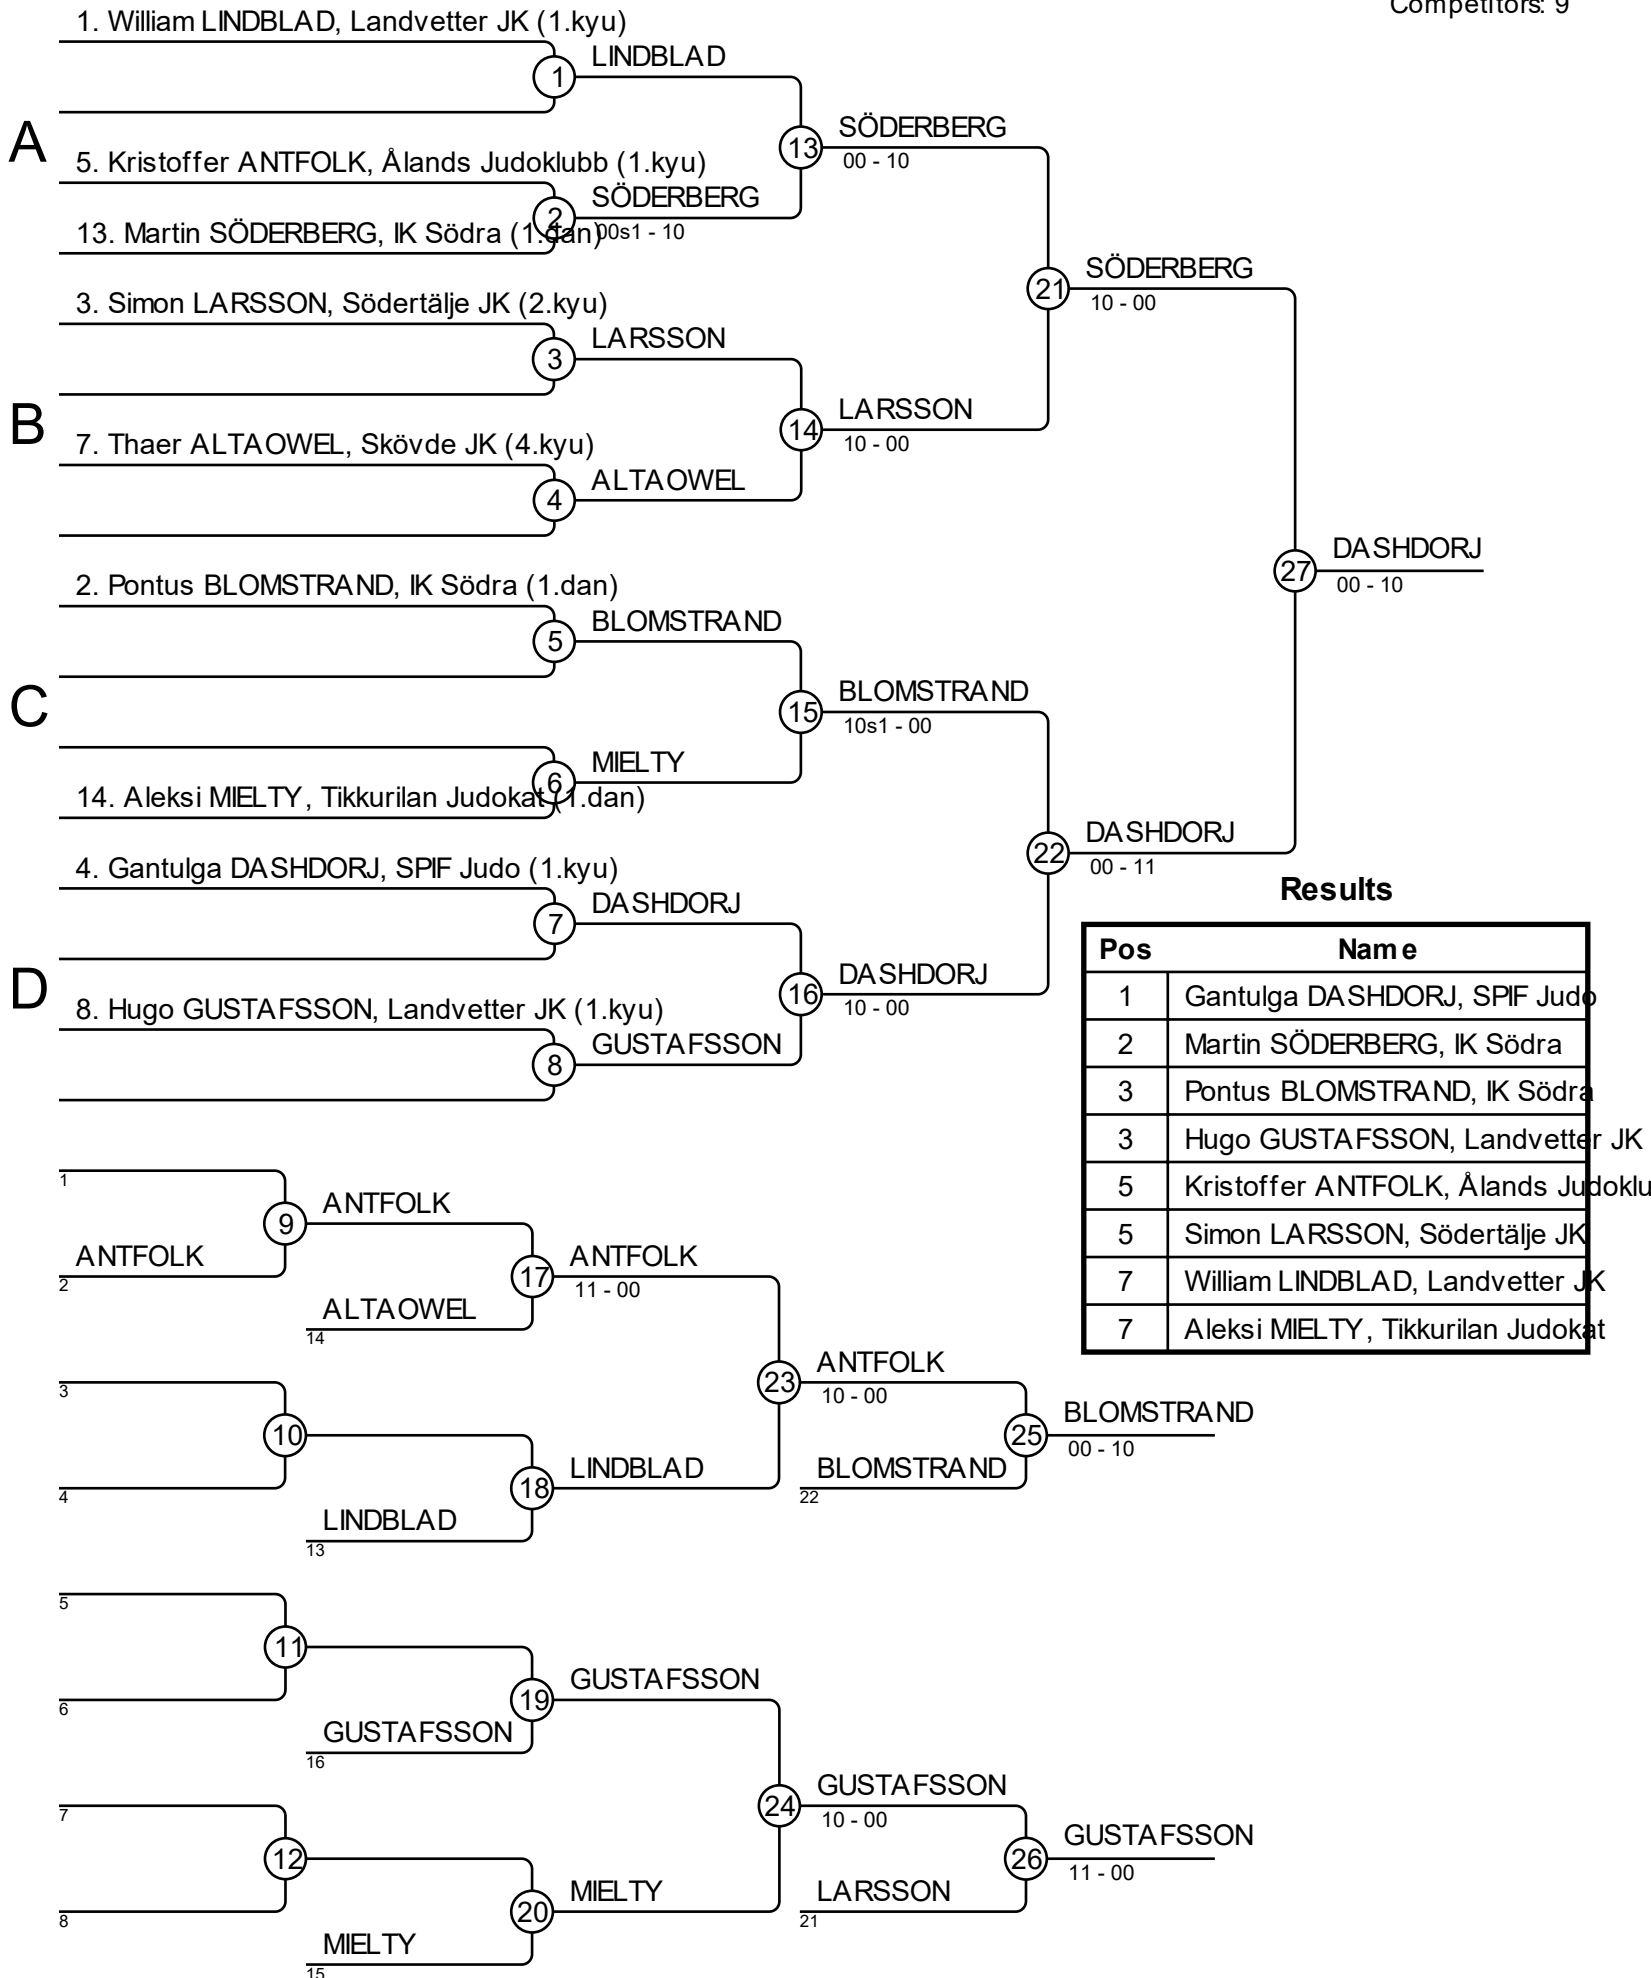 Competitors: 9
1. William LINDBLAD, Landvetter JK (1.kyu)
LINDBLAD
1
A
SÖDERBERG
13
00 - 10
5. Kristoffer ANTFOLK, Ålands Judoklubb (1.kyu)
SÖDERBERG
2
00s1 - 10
13. Martin SÖDERBERG, IK Södra (1.dan)
SÖDERBERG
21
10 - 00
3. Simon LARSSON, Södertälje JK (2.kyu)
LARSSON
3
B
LARSSON
14
10 - 00
7. Thaer ALTAOWEL, Skövde JK (4.kyu)
ALTAOWEL
4
DASHDORJ
27
00 - 10
2. Pontus BLOMSTRAND, IK Södra (1.dan)
BLOMSTRAND
5
C
BLOMSTRAND
15
10s1 - 00
MIELTY
6
14. Aleksi MIELTY, Tikkurilan Judokat (1.dan)
DASHDORJ
22
00 - 11
4. Gantulga DASHDORJ, SPIF Judo (1.kyu)
DASHDORJ
7
D
DASHDORJ
16
10 - 00
8. Hugo GUSTAFSSON, Landvetter JK (1.kyu)
GUSTAFSSON
8
Results
Pos Name
1 Gantulga DASHDORJ, SPIF Judo
2 Martin SÖDERBERG, IK Södra
3 Pontus BLOMSTRAND, IK Södra
3 Hugo GUSTAFSSON, Landvetter JK
5 Kristoffer ANTFOLK, Ålands Judoklu
5 Simon LARSSON, Södertälje JK
7 William LINDBLAD, Landvetter JK
7 Aleksi MIELTY, Tikkurilan Judokat
1
ANTFOLK
9
ANTFOLK
2
ANTFOLK
17
11 - 00
ALTAOWEL
14
3
ANTFOLK
23
10 - 00
10
4
BLOMSTRAND
25
00 - 10
LINDBLAD
18
BLOMSTRAND
22
LINDBLAD
13
5
11
6
GUSTAFSSON
19
GUSTAFSSON
16
7
GUSTAFSSON
24
10 - 00
12
8
GUSTAFSSON
26
11 - 00
MIELTY
20
LARSSON
21
MIELTY
15